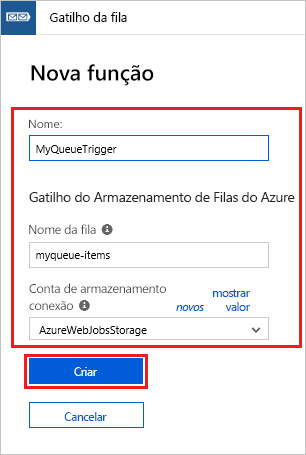 Gatilho da fila
Nova função
Nome:
MyQueueTrigger
Gatilho do Armazenamento de Filas do Azure
Nome da fila
myqueue-items
Conta de armazenamento mostrar
conexão novos valor
AzureWebJobsStorage
Criar
Cancelar